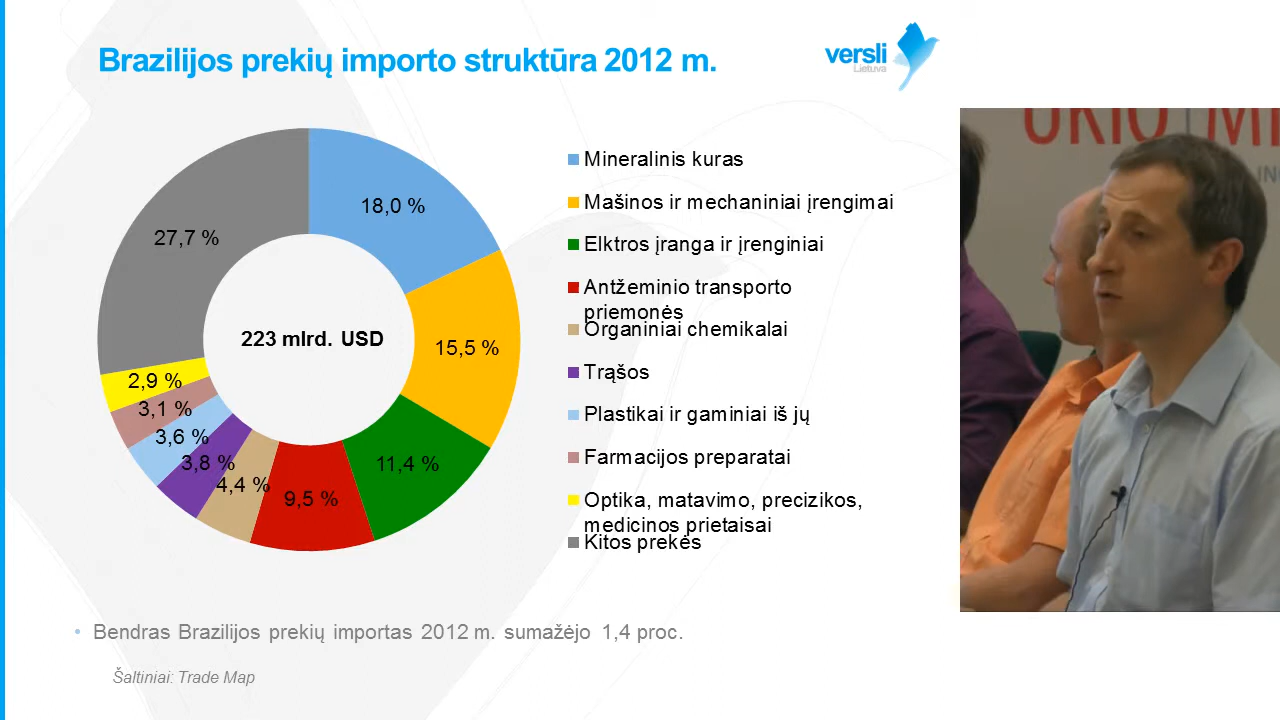 Brazilijos prekių importo struktūra 2012 m.
versli
Lietuva
ŪKIO
18,0 %
15,5 %
11,4 %
9,5 %
4,4 %
3,8 %
3,6 %
3,1 %
2,9 %
27,7 %
223 mlrd. USD
Mineralinis kuras
Mašinos ir mechaniniai įrengimai
Elktros įranga ir įrenginiai
Antžeminio transporto
priemonės
Organiniai chemikalai
Trąšos
Plastikai ir gaminiai iš jų
Farmacijos preparatai
Optika, matavimo, precizikos,
medicinos prietaisai
Kitos prekės
• Bendras Brazilijos prekių importas 2012 m. sumažėjo 1,4 proc.
Šaltiniai: Trade Map